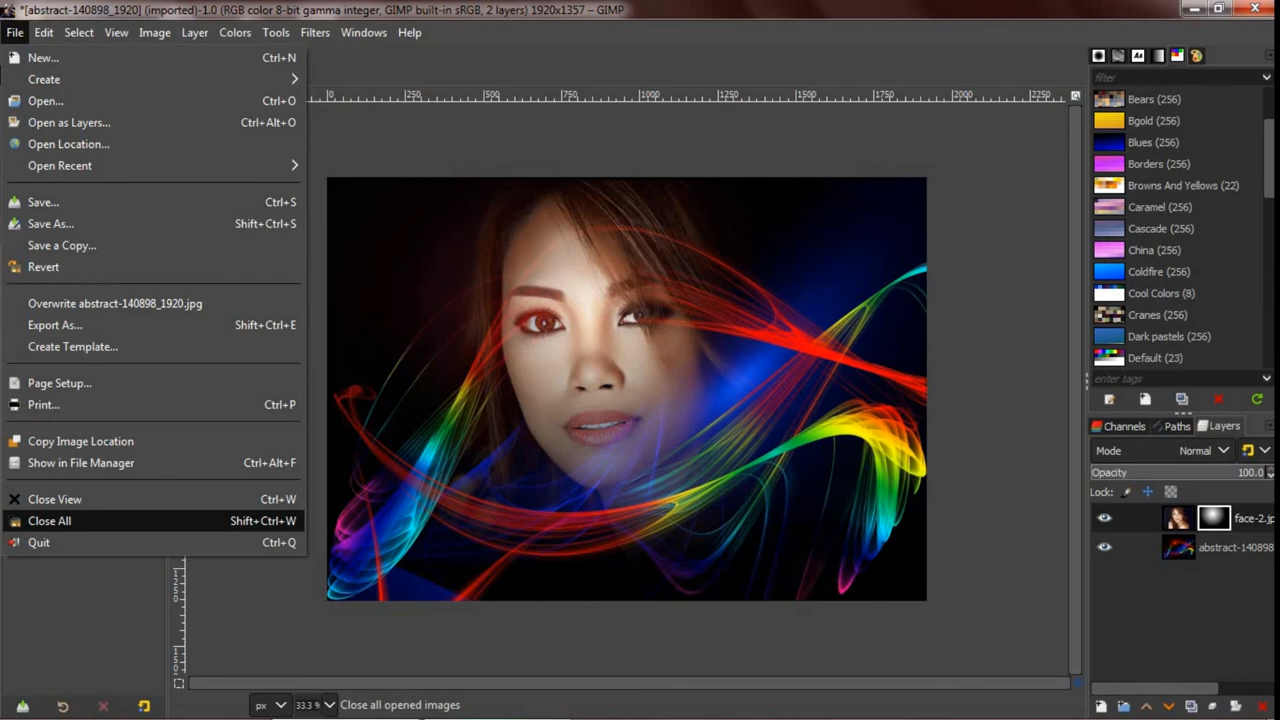 *[abstract-140898_1920] (imported)-1.0 (RGB color 8-bit gamma integer, GIMP built-in sRGB, 2 layers) 1920x1357 – GIMP
File Edit Select View Image Layer Colors Tools Filters Windows Help
New... Ctrl+N
Create
Open... Ctrl+O
Open as Layers... Ctrl+Alt+O
Open Location...
Open Recent
Save... Ctrl+S
Save As... Shift+Ctrl+S
Save a Copy...
Revert
Overwrite abstract-140898_1920.jpg
Export As... Shift+Ctrl+E
Create Template...
Page Setup...
Print... Ctrl+P
Copy Image Location
Show in File Manager Ctrl+Alt+F
Close View Ctrl+W
Close All Shift+Ctrl+W
Quit Ctrl+Q
0 250 500 750 1000 1250 1500 1750 2000 2250
1250
150
px 33.3 % Close all opened images
filter
Bears (256)
Bgold (256)
Blues (256)
Borders (256)
Browns And Yellows (22)
Caramel (256)
Cascade (256)
China (256)
Coldfire (256)
Cool Colors (8)
Cranes (256)
Dark pastels (256)
Default (23)
enter tags
Channels Paths Layers
Mode Normal
Opacity 100.0
Lock:
face-2.jp
abstract-140898